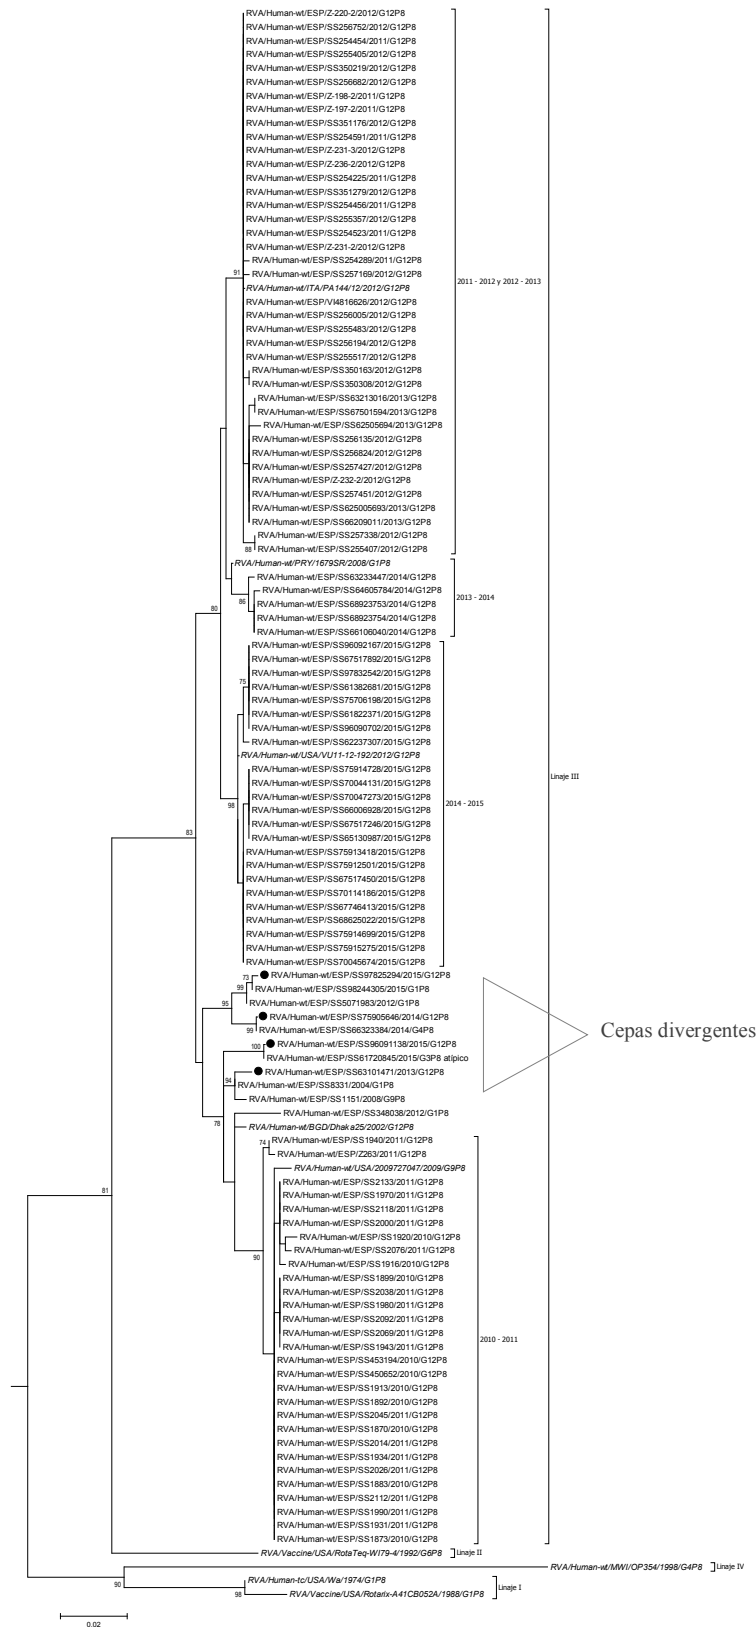 RVA/Human-wt/ESP/Z-220-2/2012/G12P8
RVA/Human-wt/ESP/SS256752/2012/G12P8
RVA/Human-wt/ESP/SS254454/2011/G12P8
RVA/Human-wt/ESP/SS255405/2012/G12P8
RVA/Human-wt/ESP/SS350219/2012/G12P8
RVA/Human-wt/ESP/SS256682/2012/G12P8
RVA/Human-wt/ESP/Z-198-2/2011/G12P8
RVA/Human-wt/ESP/Z-197-2/2011/G12P8
RVA/Human-wt/ESP/SS351176/2012/G12P8
RVA/Human-wt/ESP/SS254591/2011/G12P8
RVA/Human-wt/ESP/Z-231-3/2012/G12P8
RVA/Human-wt/ESP/Z-236-2/2012/G12P8
RVA/Human-wt/ESP/SS254225/2011/G12P8
RVA/Human-wt/ESP/SS351279/2012/G12P8
RVA/Human-wt/ESP/SS254456/2011/G12P8
RVA/Human-wt/ESP/SS255357/2012/G12P8
RVA/Human-wt/ESP/SS254523/2011/G12P8
RVA/Human-wt/ESP/Z-231-2/2012/G12P8
RVA/Human-wt/ESP/SS254289/2011/G12P8
RVA/Human-wt/ESP/SS257169/2012/G12P8
91
2011 - 2012 y 2012 - 2013
RVA/Human-wt/ITA/PA144/12/2012/G12P8
RVA/Human-wt/ESP/VI4816626/2012/G12P8
RVA/Human-wt/ESP/SS256005/2012/G12P8
RVA/Human-wt/ESP/SS255483/2012/G12P8
RVA/Human-wt/ESP/SS256194/2012/G12P8
RVA/Human-wt/ESP/SS255517/2012/G12P8
RVA/Human-wt/ESP/SS350163/2012/G12P8
RVA/Human-wt/ESP/SS350308/2012/G12P8
RVA/Human-wt/ESP/SS63213016/2013/G12P8
RVA/Human-wt/ESP/SS67501594/2013/G12P8
RVA/Human-wt/ESP/SS62505694/2013/G12P8
RVA/Human-wt/ESP/SS256135/2012/G12P8
RVA/Human-wt/ESP/SS256824/2012/G12P8
RVA/Human-wt/ESP/SS257427/2012/G12P8
RVA/Human-wt/ESP/Z-232-2/2012/G12P8
RVA/Human-wt/ESP/SS257451/2012/G12P8
RVA/Human-wt/ESP/SS625005693/2013/G12P8
RVA/Human-wt/ESP/SS66209011/2013/G12P8
RVA/Human-wt/ESP/SS257338/2012/G12P8
88
RVA/Human-wt/ESP/SS255407/2012/G12P8
RVA/Human-wt/PRY/1679SR/2008/G1P8
RVA/Human-wt/ESP/SS63233447/2014/G12P8
RVA/Human-wt/ESP/SS64605784/2014/G12P8
86
2013 - 2014
RVA/Human-wt/ESP/SS68923753/2014/G12P8
80
RVA/Human-wt/ESP/SS68923754/2014/G12P8
RVA/Human-wt/ESP/SS66106040/2014/G12P8
RVA/Human-wt/ESP/SS96092167/2015/G12P8
RVA/Human-wt/ESP/SS67517892/2015/G12P8
RVA/Human-wt/ESP/SS97832542/2015/G12P8
75
RVA/Human-wt/ESP/SS61382681/2015/G12P8
RVA/Human-wt/ESP/SS75706198/2015/G12P8
RVA/Human-wt/ESP/SS61822371/2015/G12P8
RVA/Human-wt/ESP/SS96090702/2015/G12P8
RVA/Human-wt/ESP/SS62237307/2015/G12P8
RVA/Human-wt/USA/VU11-12-192/2012/G12P8
RVA/Human-wt/ESP/SS75914728/2015/G12P8
Linaje III
RVA/Human-wt/ESP/SS70044131/2015/G12P8
RVA/Human-wt/ESP/SS70047273/2015/G12P8
98
2014 - 2015
RVA/Human-wt/ESP/SS66006928/2015/G12P8
RVA/Human-wt/ESP/SS67517246/2015/G12P8
83
RVA/Human-wt/ESP/SS65130987/2015/G12P8
RVA/Human-wt/ESP/SS75913418/2015/G12P8
RVA/Human-wt/ESP/SS75912501/2015/G12P8
RVA/Human-wt/ESP/SS67517450/2015/G12P8
RVA/Human-wt/ESP/SS70114186/2015/G12P8
RVA/Human-wt/ESP/SS67746413/2015/G12P8
RVA/Human-wt/ESP/SS68625022/2015/G12P8
RVA/Human-wt/ESP/SS75914699/2015/G12P8
RVA/Human-wt/ESP/SS75915275/2015/G12P8
RVA/Human-wt/ESP/SS70045674/2015/G12P8
73
RVA/Human-wt/ESP/SS97825294/2015/G12P8
99
RVA/Human-wt/ESP/SS98244305/2015/G1P8
95
RVA/Human-wt/ESP/SS5071983/2012/G1P8
RVA/Human-wt/ESP/SS75905646/2014/G12P8
99
RVA/Human-wt/ESP/SS66323384/2014/G4P8
Cepas divergentes
100
RVA/Human-wt/ESP/SS96091138/2015/G12P8
RVA/Human-wt/ESP/SS61720845/2015/G3P8 atípico
RVA/Human-wt/ESP/SS63101471/2013/G12P8
94
RVA/Human-wt/ESP/SS8331/2004/G1P8
RVA/Human-wt/ESP/SS1151/2008/G9P8
78
RVA/Human-wt/ESP/SS348038/2012/G1P8
RVA/Human-wt/BGD/Dhaka25/2002/G12P8
74
RVA/Human-wt/ESP/SS1940/2011/G12P8
RVA/Human-wt/ESP/Z263/2011/G12P8
RVA/Human-wt/USA/2009727047/2009/G9P8
RVA/Human-wt/ESP/SS2133/2011/G12P8
81
RVA/Human-wt/ESP/SS1970/2011/G12P8
RVA/Human-wt/ESP/SS2118/2011/G12P8
RVA/Human-wt/ESP/SS2000/2011/G12P8
RVA/Human-wt/ESP/SS1920/2010/G12P8
RVA/Human-wt/ESP/SS2076/2011/G12P8
90
RVA/Human-wt/ESP/SS1916/2010/G12P8
RVA/Human-wt/ESP/SS1899/2010/G12P8
RVA/Human-wt/ESP/SS2038/2011/G12P8
RVA/Human-wt/ESP/SS1980/2011/G12P8
RVA/Human-wt/ESP/SS2092/2011/G12P8
RVA/Human-wt/ESP/SS2069/2011/G12P8
2010 - 2011
RVA/Human-wt/ESP/SS1943/2011/G12P8
RVA/Human-wt/ESP/SS453194/2010/G12P8
RVA/Human-wt/ESP/SS450652/2010/G12P8
RVA/Human-wt/ESP/SS1913/2010/G12P8
RVA/Human-wt/ESP/SS1892/2010/G12P8
RVA/Human-wt/ESP/SS2045/2011/G12P8
RVA/Human-wt/ESP/SS1870/2010/G12P8
RVA/Human-wt/ESP/SS2014/2011/G12P8
RVA/Human-wt/ESP/SS1934/2011/G12P8
RVA/Human-wt/ESP/SS2026/2011/G12P8
RVA/Human-wt/ESP/SS1883/2010/G12P8
RVA/Human-wt/ESP/SS2112/2011/G12P8
RVA/Human-wt/ESP/SS1990/2011/G12P8
RVA/Human-wt/ESP/SS1931/2011/G12P8
RVA/Human-wt/ESP/SS1873/2010/G12P8
RVA/Vaccine/USA/RotaTeq-WI79-4/1992/G6P8
Linaje II
RVA/Human-wt/MWI/OP354/1998/G4P8
Linaje IV
90
RVA/Human-tc/USA/Wa/1974/G1P8
Linaje I
98
RVA/Vaccine/USA/Rotarix-A41CB052A/1988/G1P8
0.02